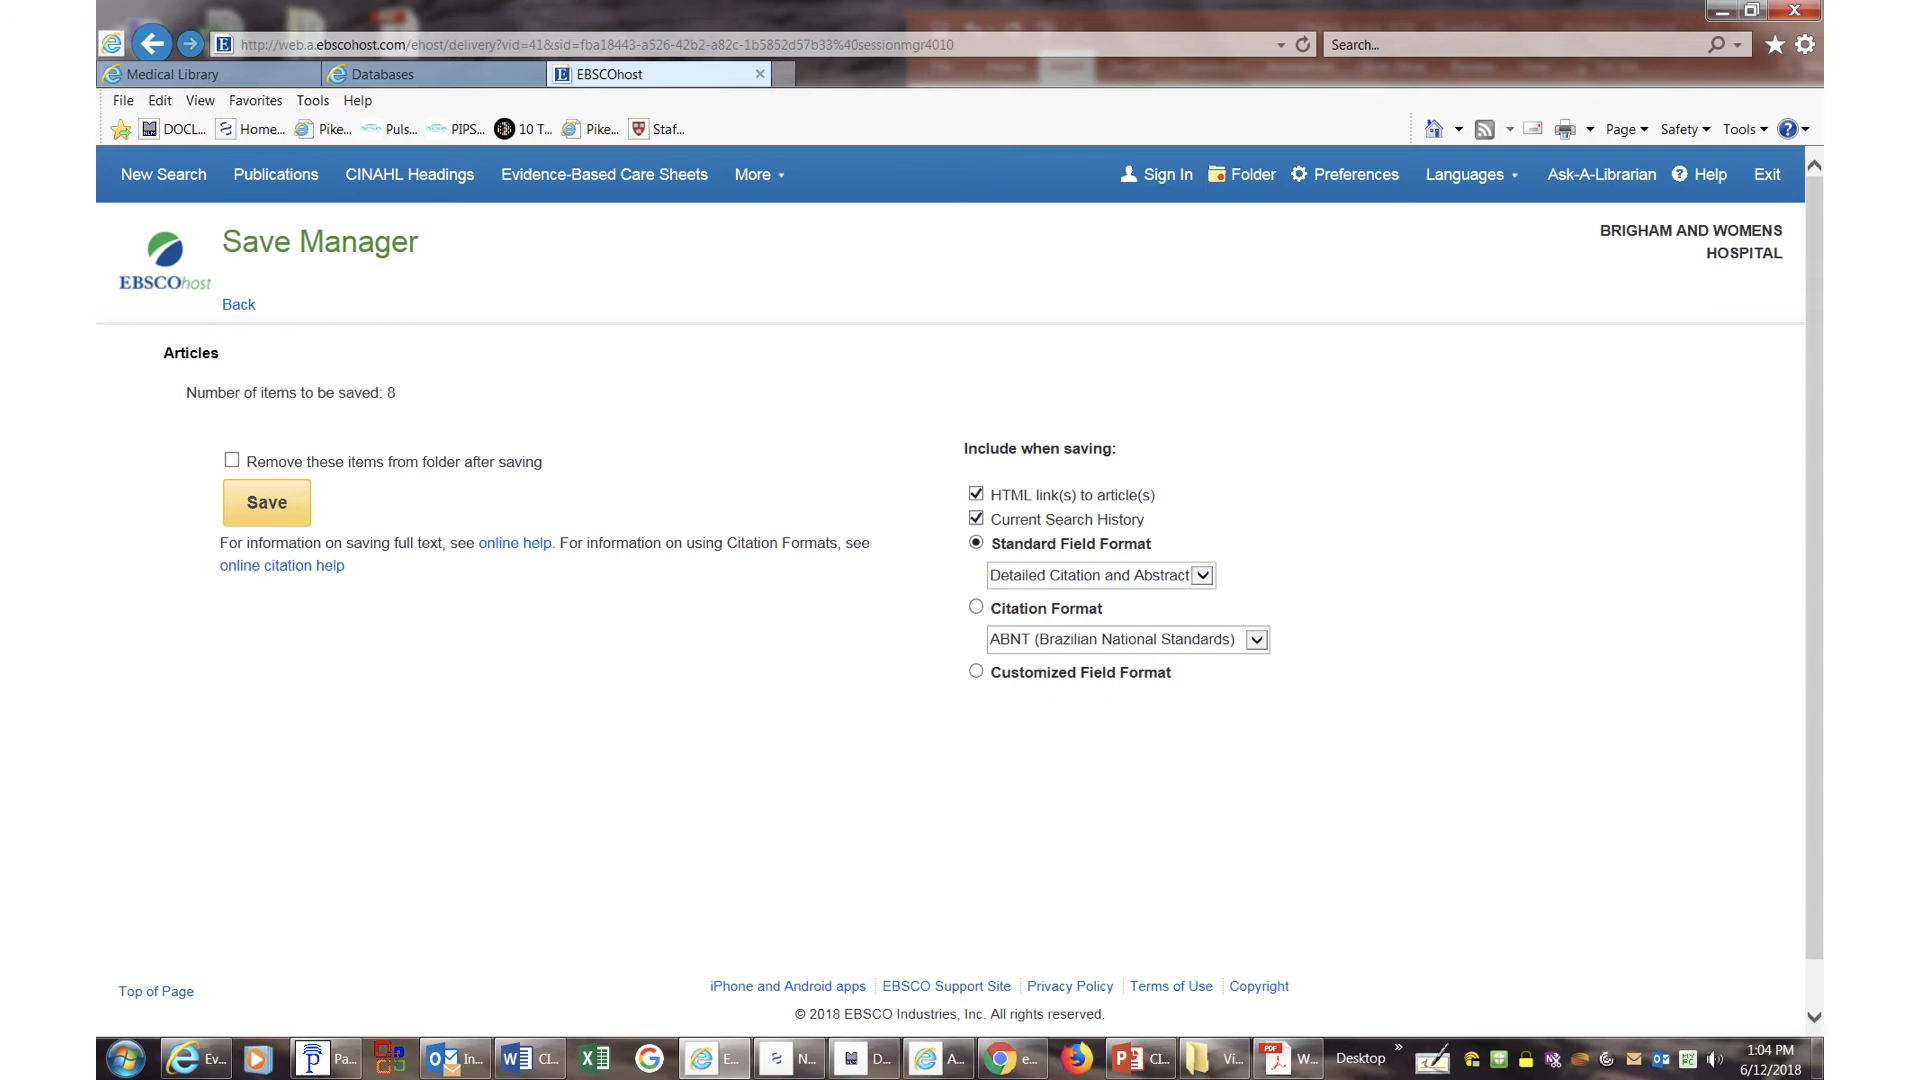 http://web.a.ebscohost.com/ehost/delivery?vid=41&sid=fba18443-a526-42b2-a82c-1b5852d57b33%40sessionmgr4010
Search...
Medical Library
Databases
EBSCOhost
File Edit View Favorites Tools Help
DOCL... Home... Pike... Puls... PIPS... 10 T... Pike... Staf...
Page Safety Tools
New Search Publications CINAHL Headings Evidence-Based Care Sheets More
Sign In Folder Preferences Languages Ask-A-Librarian Help Exit
EBSCOhost
Save Manager
BRIGHAM AND WOMENS
HOSPITAL
Back
Articles
Number of items to be saved: 8
Remove these items from folder after saving
Save
For information on saving full text, see online help. For information on using Citation Formats, see
online citation help
Include when saving:
HTML link(s) to article(s)
Current Search History
Standard Field Format
Detailed Citation and Abstract
Citation Format
ABNT (Brazilian National Standards)
Customized Field Format
Top of Page
iPhone and Android apps EBSCO Support Site Privacy Policy Terms of Use Copyright
© 2018 EBSCO Industries, Inc. All rights reserved.
Ev... Pa... In... CI... E... N... D... A... e... CI... Vi... W... Desktop
1:04 PM
6/12/2018